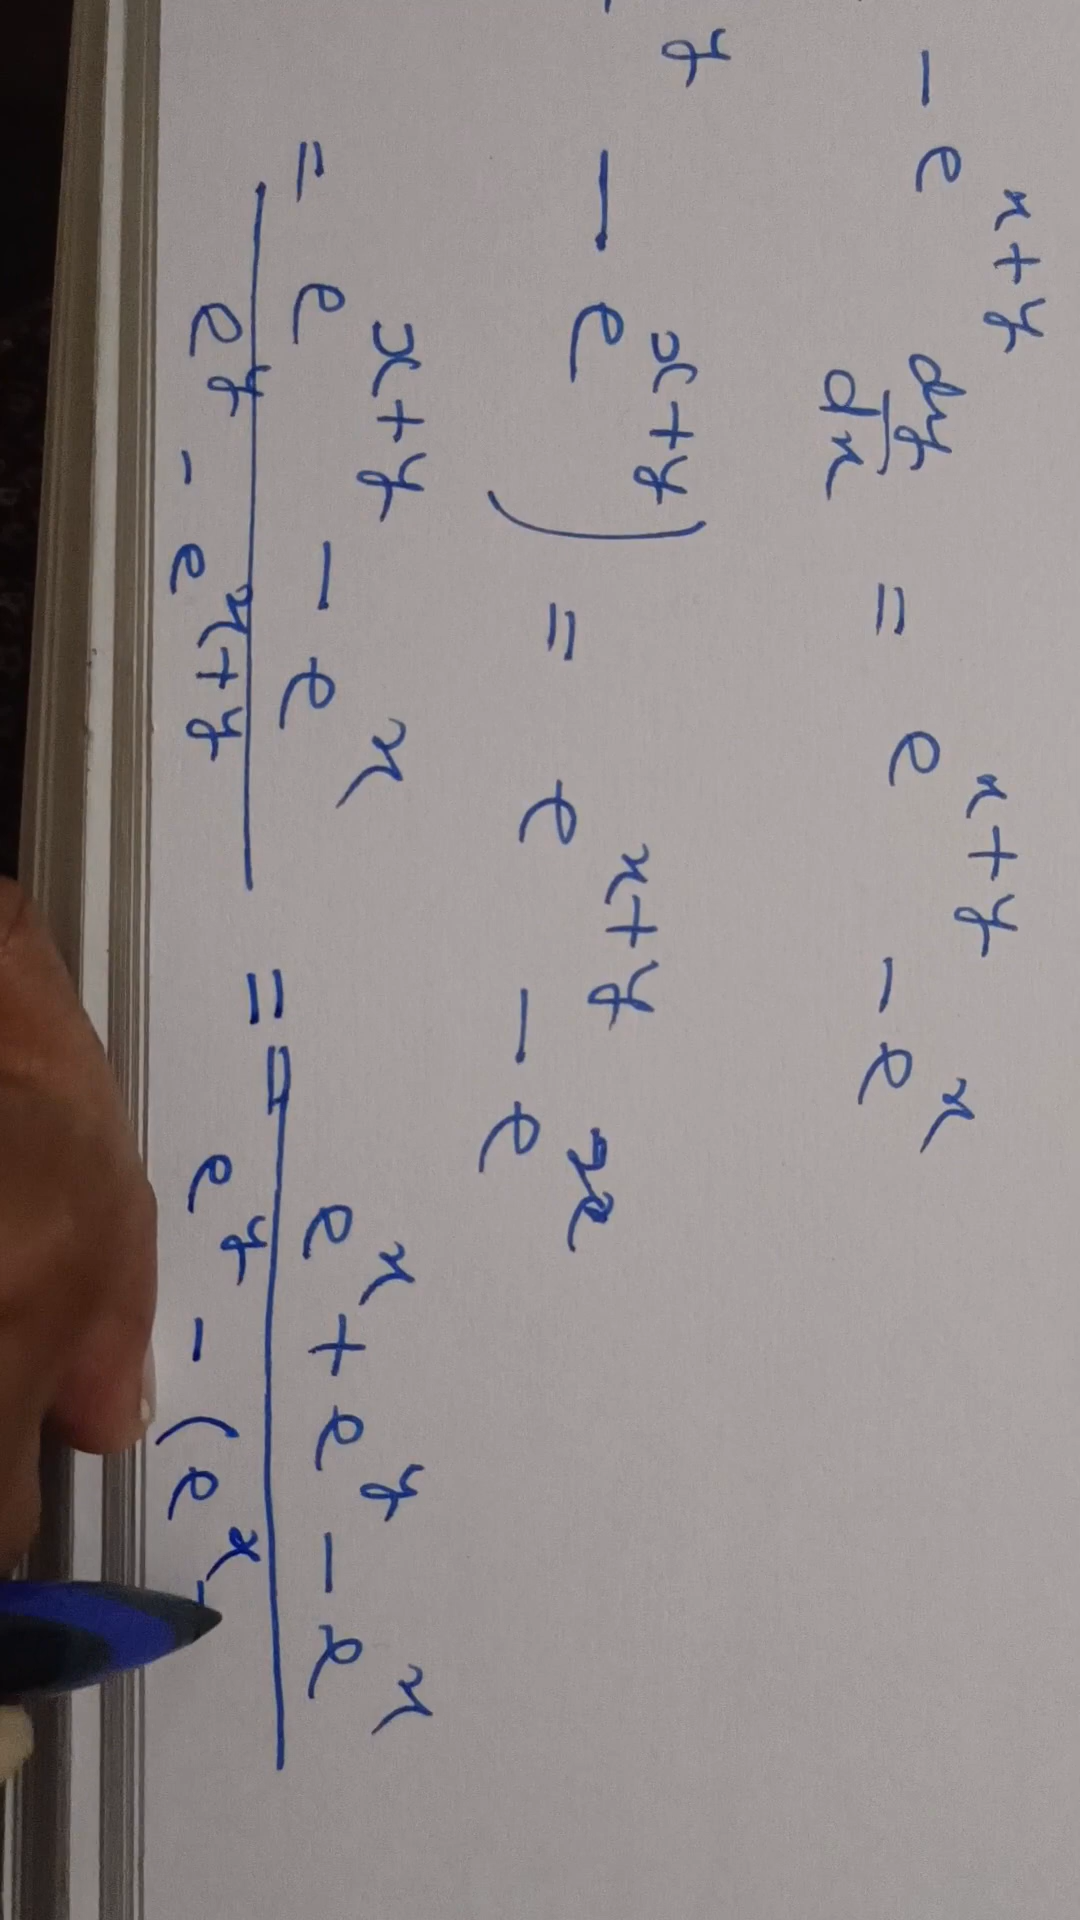 - e^{x+y} dy/dx = e^{x+y} - e^x
y - e^{x+y}) = e^{x+y} - e^x
= e^{x+y} - e^x / e^y - e^{x+y} = = e^x + e^y - e^x / e^y - (e^x